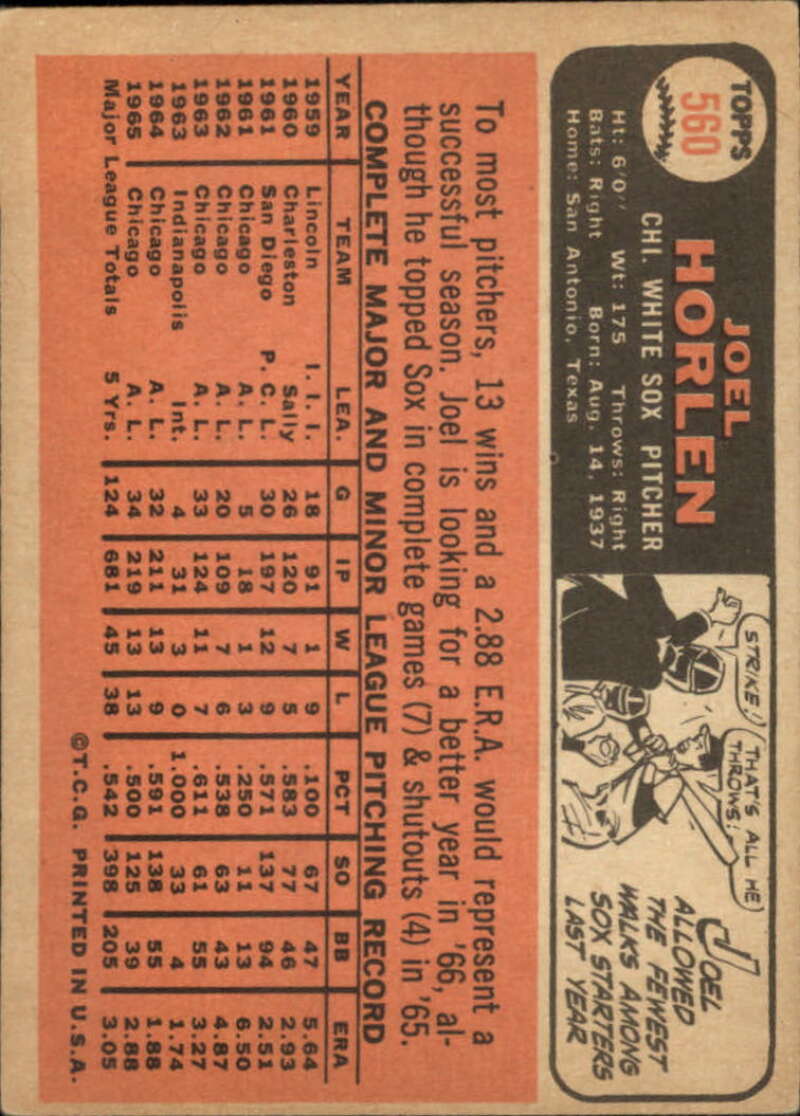 TOPPS
560
JOEL
HORLEN
CHI. WHITE SOX PITCHER
Ht: 6'0" Wt: 175 Throws: Right
Bats: Right Born: Aug. 14, 1937
Home: San Antonio, Texas
STRIKE!
THAT'S ALL HE
THROWS!
JOEL
ALLOWED
THE FEWEST
WALKS AMONG
SOX STARTERS
LAST YEAR
To most pitchers, 13 wins and a 2.88 E.R.A. would represent a
successful season. Joel is looking for a better year in '66, al-
though he topped Sox in complete games (7) & shutouts (4) in '65.
COMPLETE MAJOR AND MINOR LEAGUE PITCHING RECORD
YEAR TEAM LEA. G IP W L PCT SO BB ERA
1959 Lincoln I. I. I. 18 91 1 9 .100 67 47 5.64
1960 Charleston Sally 26 120 7 5 .583 77 46 2.93
1961 San Diego P. C. L. 30 197 12 9 .571 137 94 2.51
1961 Chicago A. L. 5 18 1 3 .250 11 13 6.50
1962 Chicago A. L. 20 109 7 6 .538 63 43 4.87
1963 Chicago A. L. 33 124 11 7 .611 61 55 3.27
1963 Indianapolis Int. 4 31 3 0 1.000 33 4 1.74
1964 Chicago A. L. 32 211 13 9 .591 138 55 1.88
1965 Chicago A. L. 34 219 13 13 .500 125 39 2.88
Major League Totals 5 Yrs. 124 681 45 38 .542 398 205 3.05
©T.C.G. PRINTED IN U.S.A.